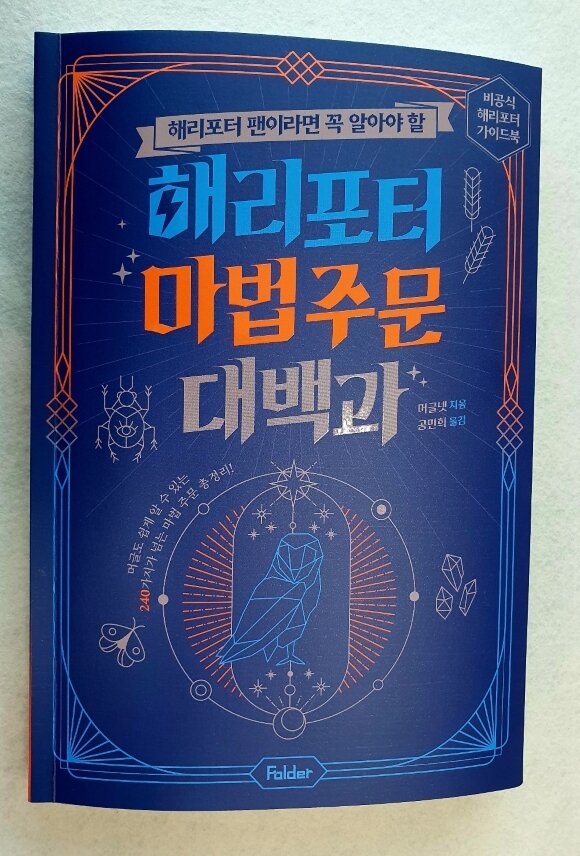 비공식
해리포터
가이드북
해리포터 팬이라면 꼭 알아야 할
해리포터
마법주문
대백과
머글넷 지음
공민희 옮김
머글도 쉽게 알 수 있는
240가지가 넘는 마법 주문 총정리!
Folder